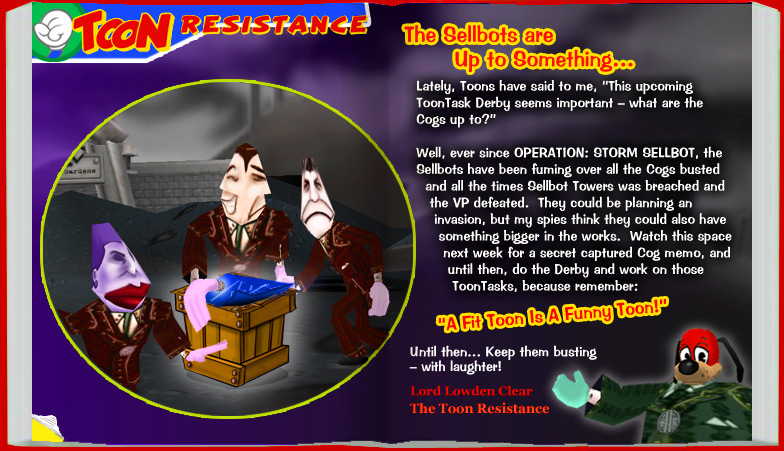 TOON RESISTANCE
Gardens
The Sellbots are
Up to Something...
Lately, Toons have said to me, "This upcoming
ToonTask Derby seems important – what are the
Cogs up to?"
Well, ever since OPERATION: STORM SELLBOT, the
Sellbots have been fuming over all the Cogs busted
and all the times Sellbot Towers was breached and
the VP defeated. They could be planning an
invasion, but my spies think they could also have
something bigger in the works. Watch this space
next week for a secret captured Cog memo, and
until then, do the Derby and work on those
ToonTasks, because remember:
"A Fit Toon Is A Funny Toon!"
Until then... Keep them busting
– with laughter!
Lord Lowden Clear
The Toon Resistance